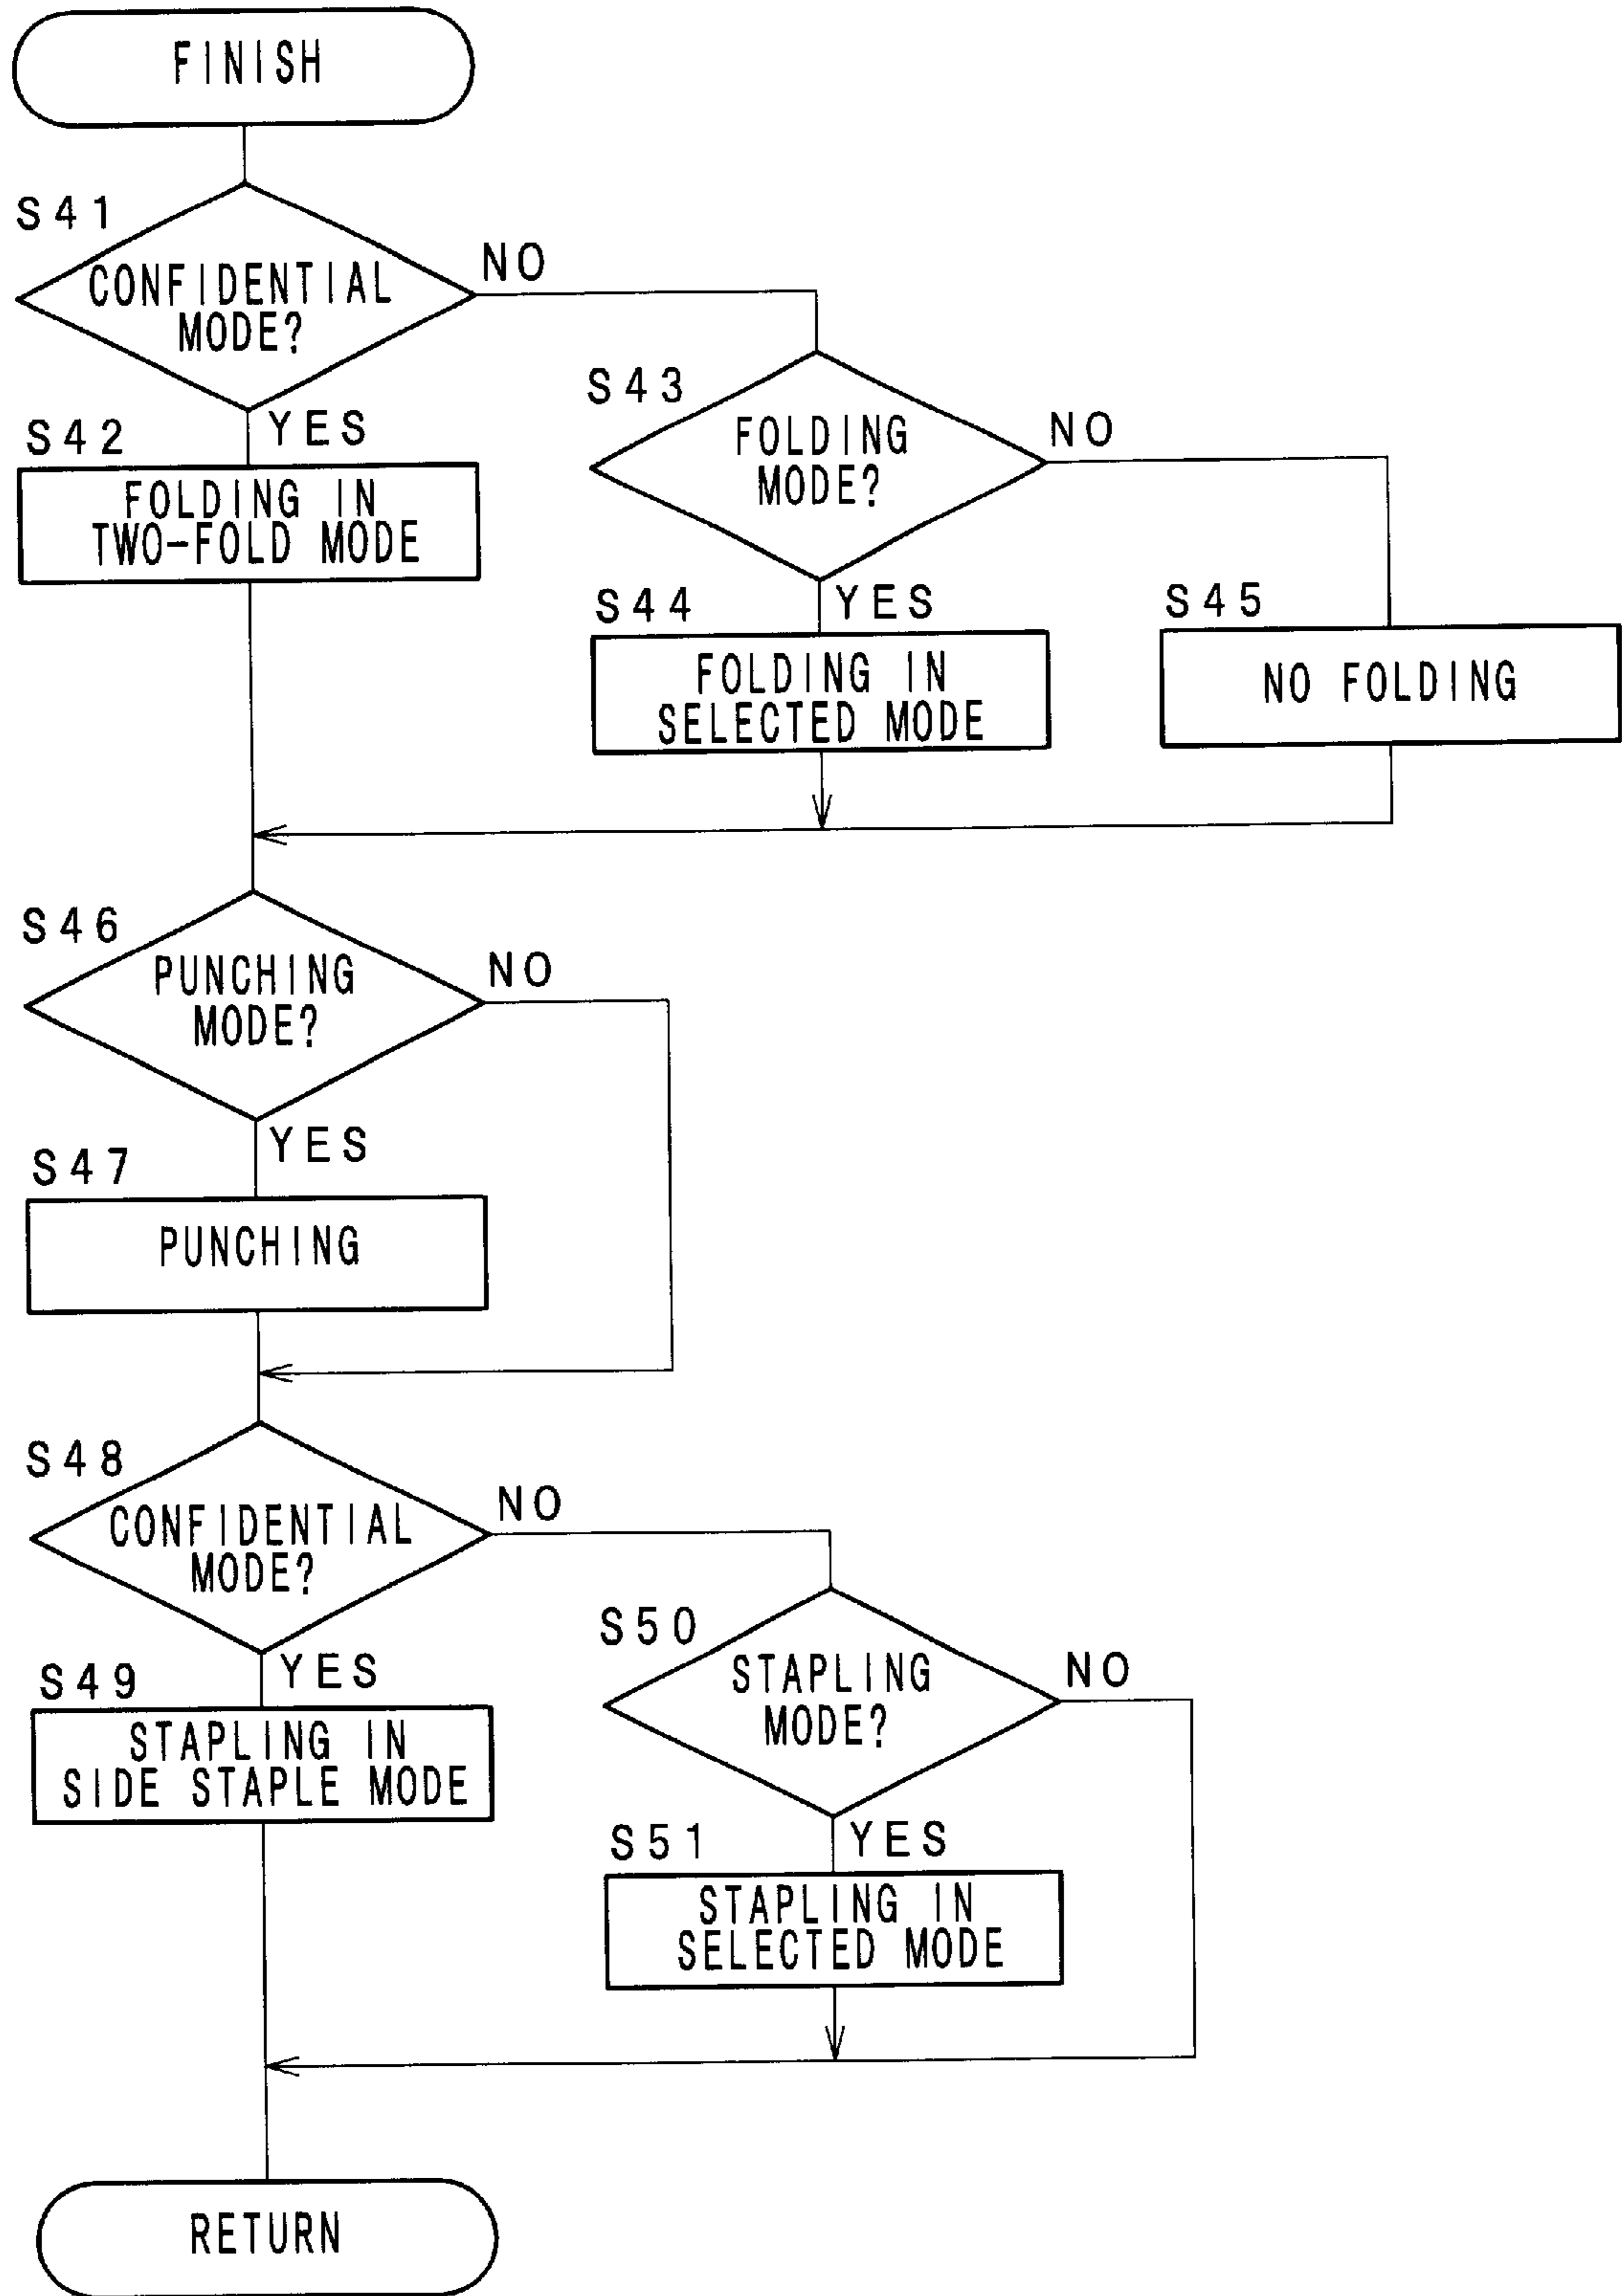 FINISH
S41
CONFIDENTIAL
MODE?
NO
YES
S42
FOLDING IN
TWO-FOLD MODE
S43
FOLDING
MODE?
NO
YES
S44
FOLDING IN
SELECTED MODE
S45
NO FOLDING
S46
PUNCHING
MODE?
NO
YES
S47
PUNCHING
S48
CONFIDENTIAL
MODE?
NO
YES
S49
STAPLING IN
SIDE STAPLE MODE
S50
STAPLING
MODE?
NO
YES
S51
STAPLING IN
SELECTED MODE
RETURN